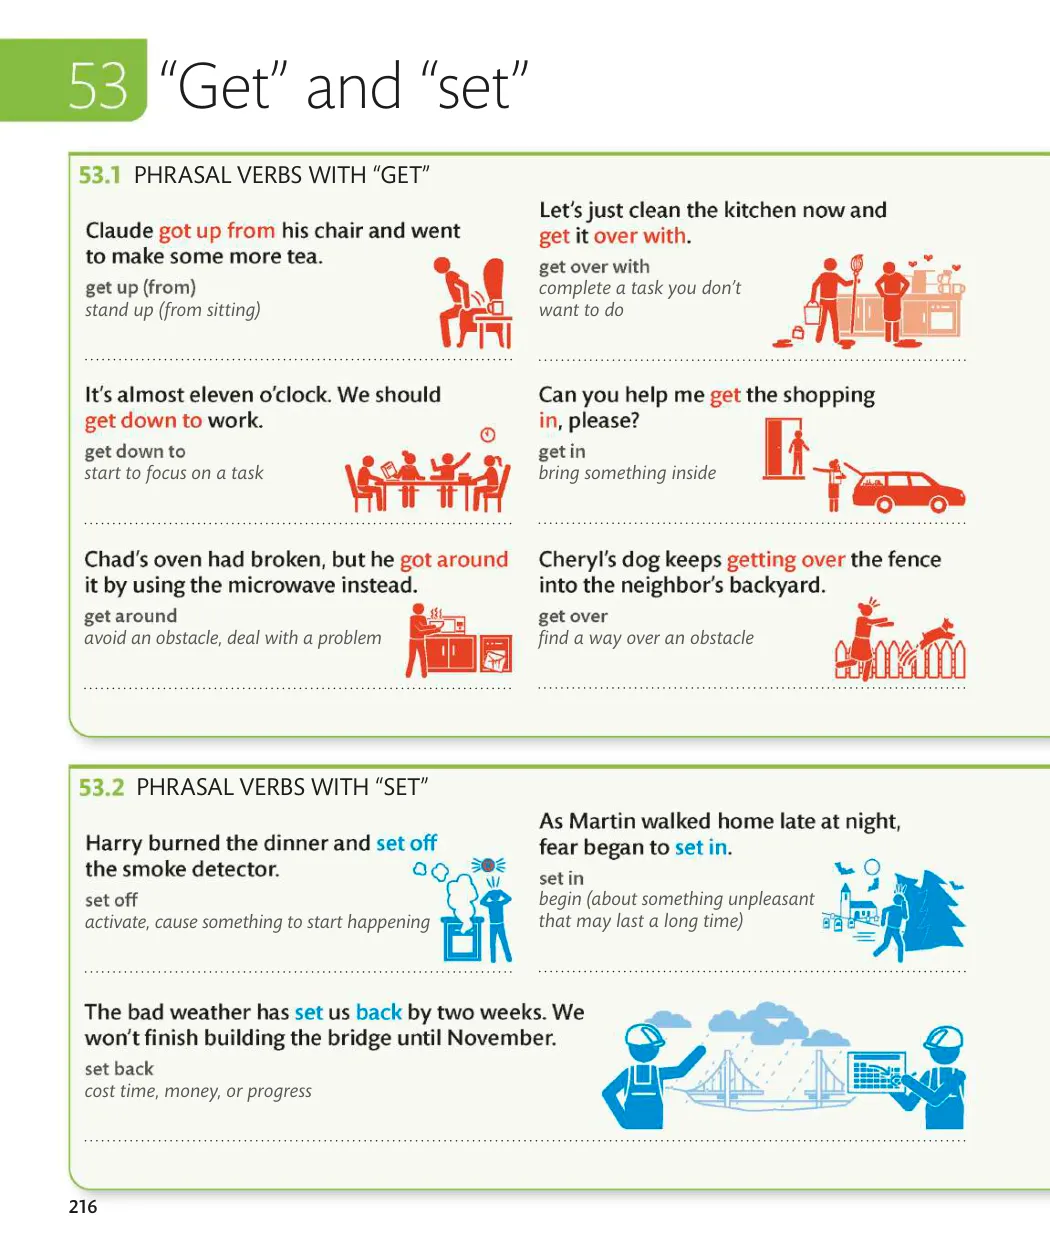 53 “Get” and “set”
53.1 PHRASAL VERBS WITH “GET”
Claude got up from his chair and went
to make some more tea.
get up (from)
stand up (from sitting)
Let’s just clean the kitchen now and
get it over with.
get over with
complete a task you don’t
want to do
It’s almost eleven o’clock. We should
get down to work.
get down to
start to focus on a task
Can you help me get the shopping
in, please?
get in
bring something inside
Chad’s oven had broken, but he got around
it by using the microwave instead.
get around
avoid an obstacle, deal with a problem
Cheryl’s dog keeps getting over the fence
into the neighbor’s backyard.
get over
find a way over an obstacle
53.2 PHRASAL VERBS WITH “SET”
Harry burned the dinner and set off
the smoke detector.
set off
activate, cause something to start happening
As Martin walked home late at night,
fear began to set in.
set in
begin (about something unpleasant
that may last a long time)
The bad weather has set us back by two weeks. We
won’t finish building the bridge until November.
set back
cost time, money, or progress
216